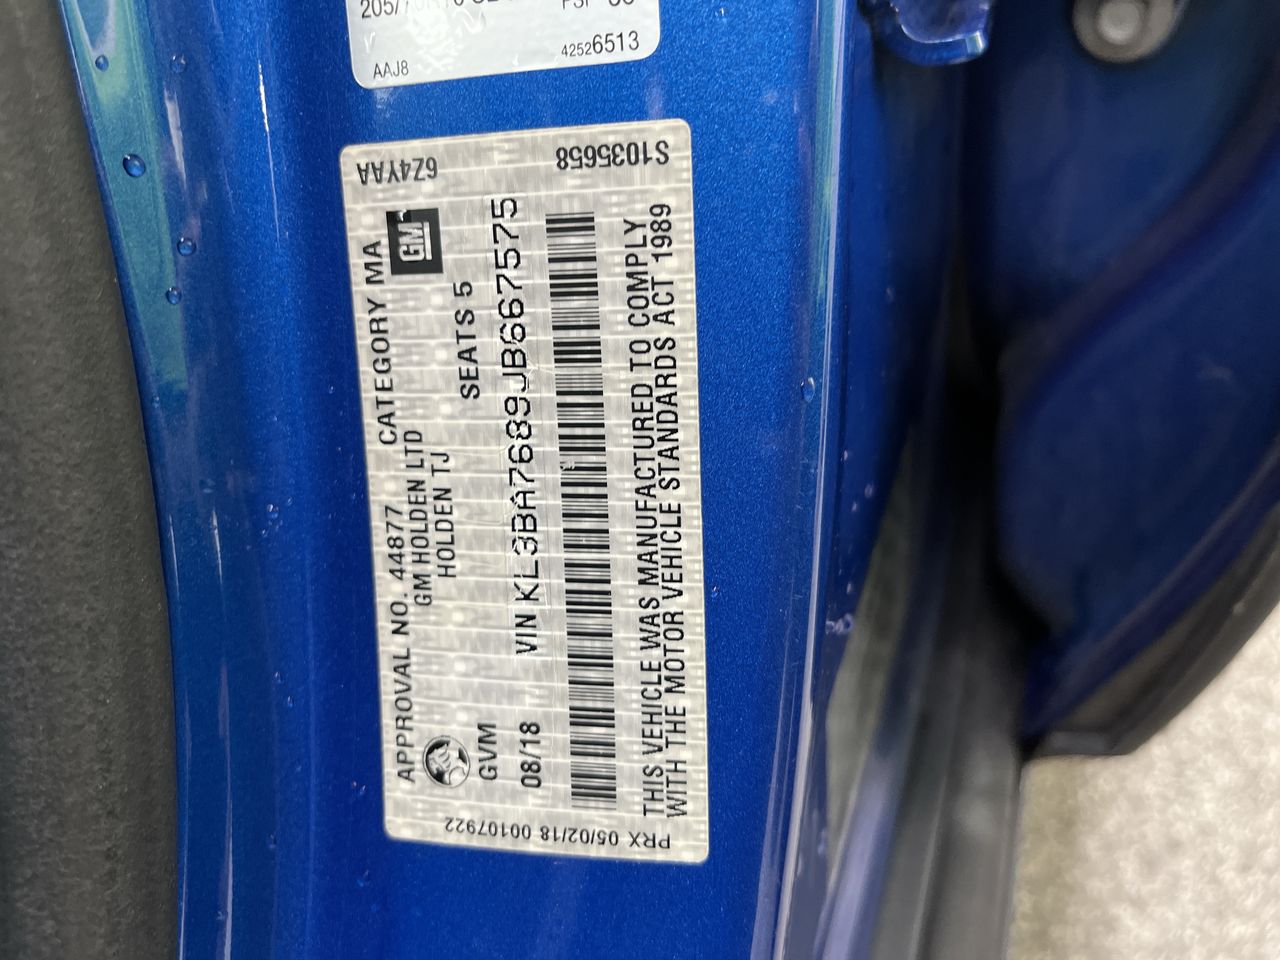 PSI
42526513
AAJ8
6Z4YAA
S1035658
APPROVAL NO. 44877 CATEGORY MA
GM HOLDEN LTD
HOLDEN TJ
GM
GVM
SEATS 5
08/18
VIN KL3BA7689JB667575
THIS VEHICLE WAS MANUFACTURED TO COMPLY
WITH THE MOTOR VEHICLE STANDARDS ACT 1989
PRX 05/02/18 00107922